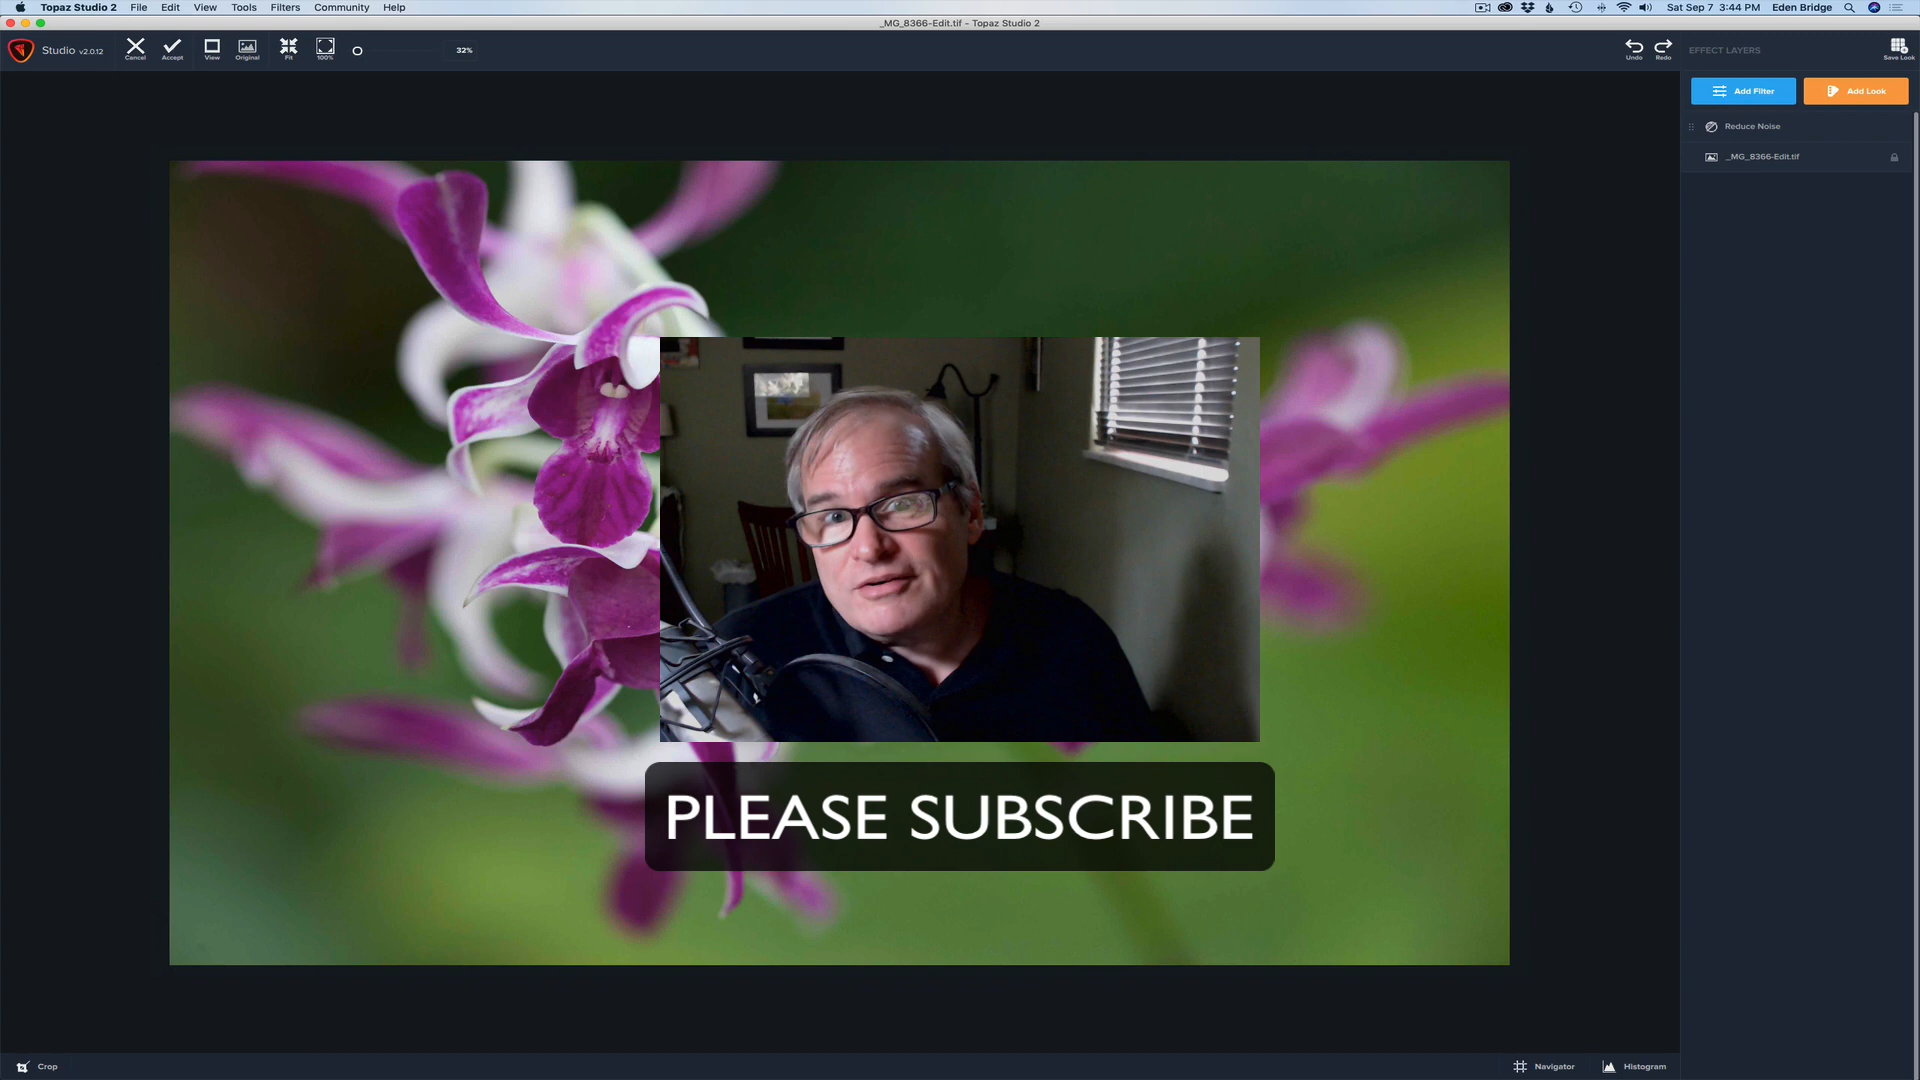 Topaz Studio 2 File Edit View Tools Filters Community Help Sat Sep 7 3:44 PM Eden Bridge
_MG_8366-Edit.tif - Topaz Studio 2
Studio v2.0.12 Cancel Accept View Original Fit 100% 32% Undo Redo EFFECT LAYERS Save Look
Add Filter Add Look
Reduce Noise
_MG_8366-Edit.tif
PLEASE SUBSCRIBE
Crop Navigator Histogram